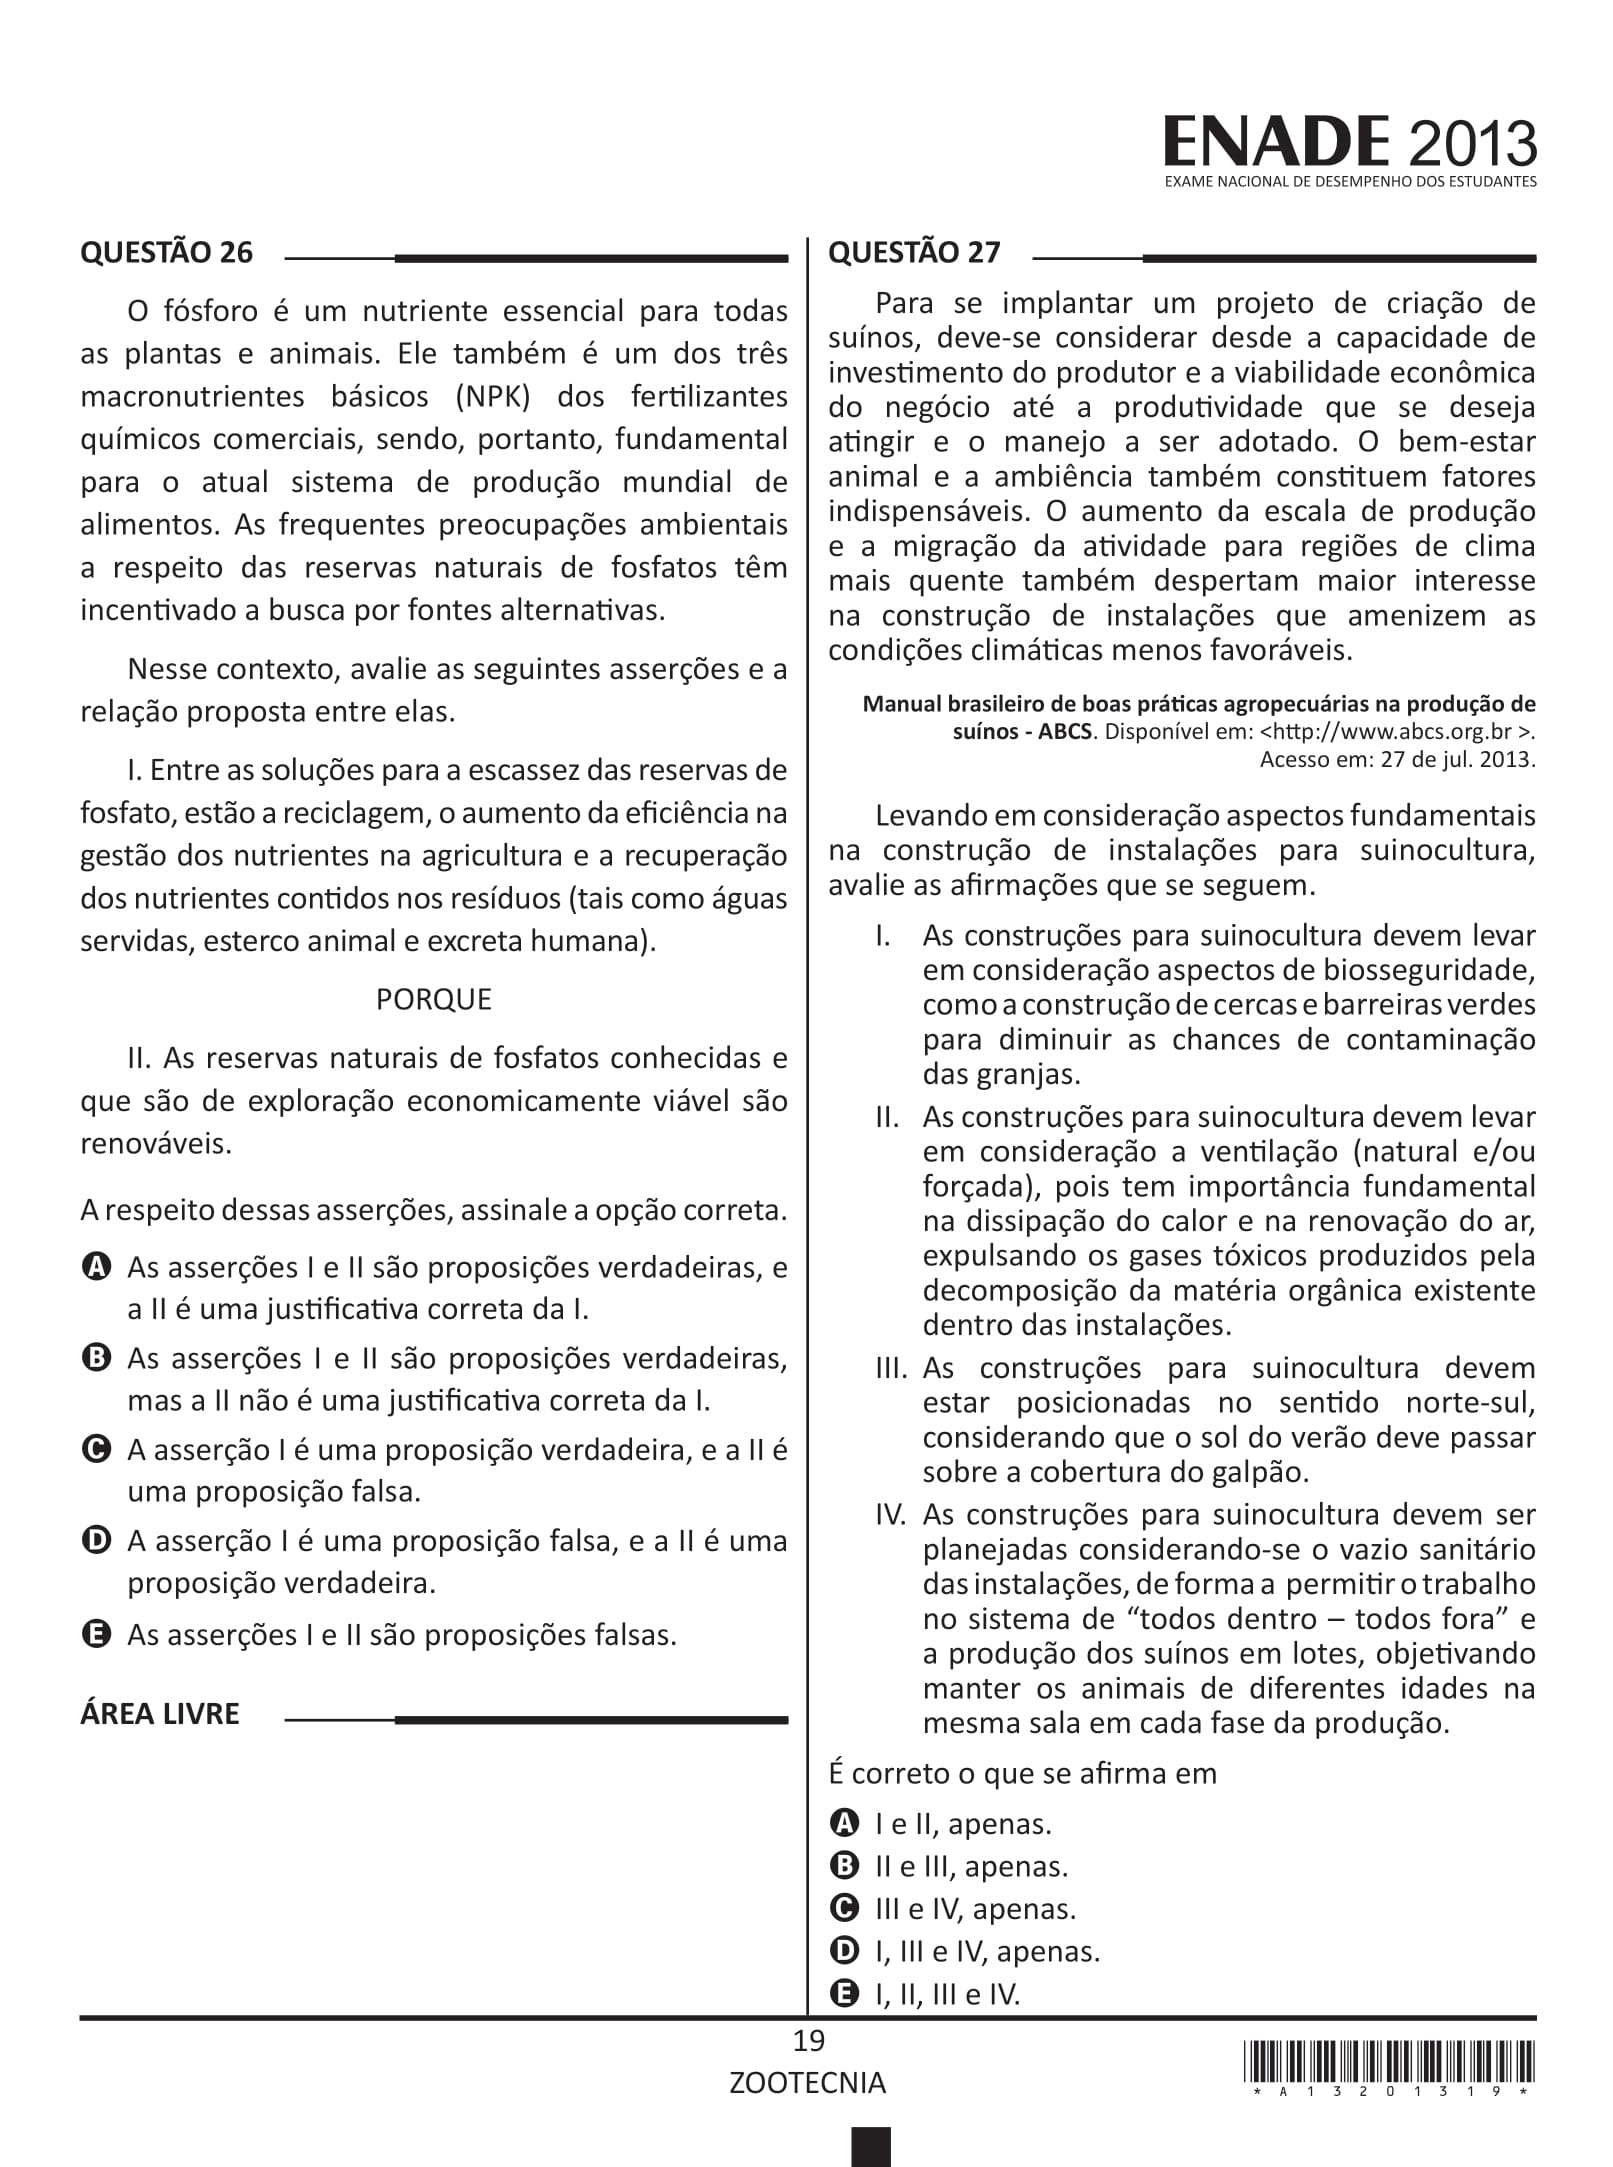 ENADE 2013
EXAME NACIONAL DE DESEMPENHO DOS ESTUDANTES
QUESTÃO 26
O fósforo é um nutriente essencial para todas
as plantas e animais. Ele também é um dos três
macronutrientes básicos (NPK) dos fertilizantes
químicos comerciais, sendo, portanto, fundamental
para o atual sistema de produção mundial de
alimentos. As frequentes preocupações ambientais
a respeito das reservas naturais de fosfatos têm
incentivado a busca por fontes alternativas.
Nesse contexto, avalie as seguintes asserções e a
relação proposta entre elas.
I. Entre as soluções para a escassez das reservas de
fosfato, estão a reciclagem, o aumento da eficiência na
gestão dos nutrientes na agricultura e a recuperação
dos nutrientes contidos nos resíduos (tais como águas
servidas, esterco animal e excreta humana).
PORQUE
II. As reservas naturais de fosfatos conhecidas e
que são de exploração economicamente viável são
renováveis.
A respeito dessas asserções, assinale a opção correta.
A As asserções I e II são proposições verdadeiras, e
a II é uma justificativa correta da I.
B As asserções I e II são proposições verdadeiras,
mas a II não é uma justificativa correta da I.
C A asserção I é uma proposição verdadeira, e a II é
uma proposição falsa.
D A asserção I é uma proposição falsa, e a II é uma
proposição verdadeira.
E As asserções I e II são proposições falsas.
ÁREA LIVRE
QUESTÃO 27
Para se implantar um projeto de criação de
suínos, deve-se considerar desde a capacidade de
investimento do produtor e a viabilidade econômica
do negócio até a produtividade que se deseja
atingir e o manejo a ser adotado. O bem-estar
animal e a ambiência também constituem fatores
indispensáveis. O aumento da escala de produção
e a migração da atividade para regiões de clima
mais quente também despertam maior interesse
na construção de instalações que amenizem as
condições climáticas menos favoráveis.
Manual brasileiro de boas práticas agropecuárias na produção de
suínos - ABCS. Disponível em: <http://www.abcs.org.br >.
Acesso em: 27 de jul. 2013.
Levando em consideração aspectos fundamentais
na construção de instalações para suinocultura,
avalie as afirmações que se seguem.
I. As construções para suinocultura devem levar
em consideração aspectos de biosseguridade,
como a construção de cercas e barreiras verdes
para diminuir as chances de contaminação
das granjas.
II. As construções para suinocultura devem levar
em consideração a ventilação (natural e/ou
forçada), pois tem importância fundamental
na dissipação do calor e na renovação do ar,
expulsando os gases tóxicos produzidos pela
decomposição da matéria orgânica existente
dentro das instalações.
III. As construções para suinocultura devem
estar posicionadas no sentido norte-sul,
considerando que o sol do verão deve passar
sobre a cobertura do galpão.
IV. As construções para suinocultura devem ser
planejadas considerando-se o vazio sanitário
das instalações, de forma a permitir o trabalho
no sistema de “todos dentro – todos fora” e
a produção dos suínos em lotes, objetivando
manter os animais de diferentes idades na
mesma sala em cada fase da produção.
É correto o que se afirma em
A I e II, apenas.
B II e III, apenas.
C III e IV, apenas.
D I, III e IV, apenas.
E I, II, III e IV.
19
ZOOTECNIA
*A13201319*